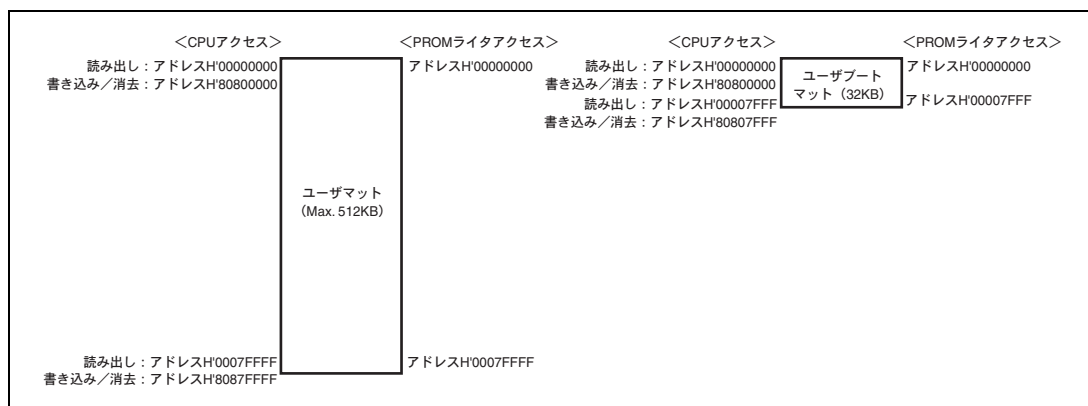 ＜CPUアクセス＞
＜PROMライタアクセス＞
読み出し：アドレスH'00000000
書き込み／消去：アドレスH'80800000
アドレスH'00000000
ユーザマット
（Max. 512KB）
読み出し：アドレスH'0007FFFF
書き込み／消去：アドレスH'8087FFFF
アドレスH'0007FFFF
＜CPUアクセス＞
＜PROMライタアクセス＞
読み出し：アドレスH'00000000
書き込み／消去：アドレスH'80800000
読み出し：アドレスH'00007FFF
書き込み／消去：アドレスH'80807FFF
ユーザブート
マット（32KB）
アドレスH'00000000
アドレスH'00007FFF